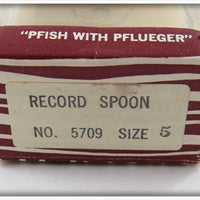 "PFISH WITH PFLUEGER"
RECORD SPOON
NO. 5709 SIZE 5